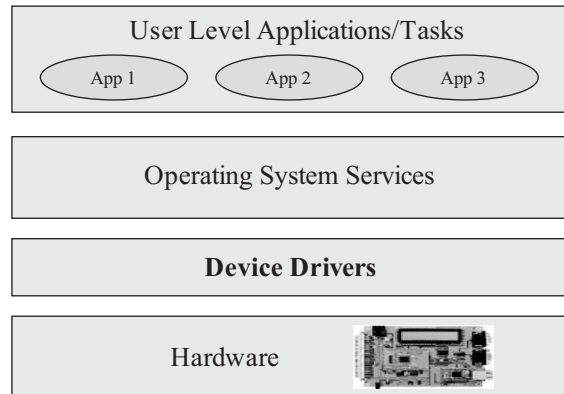 User Level Applications/Tasks
App 1 App 2 App 3
Operating System Services
Device Drivers
Hardware